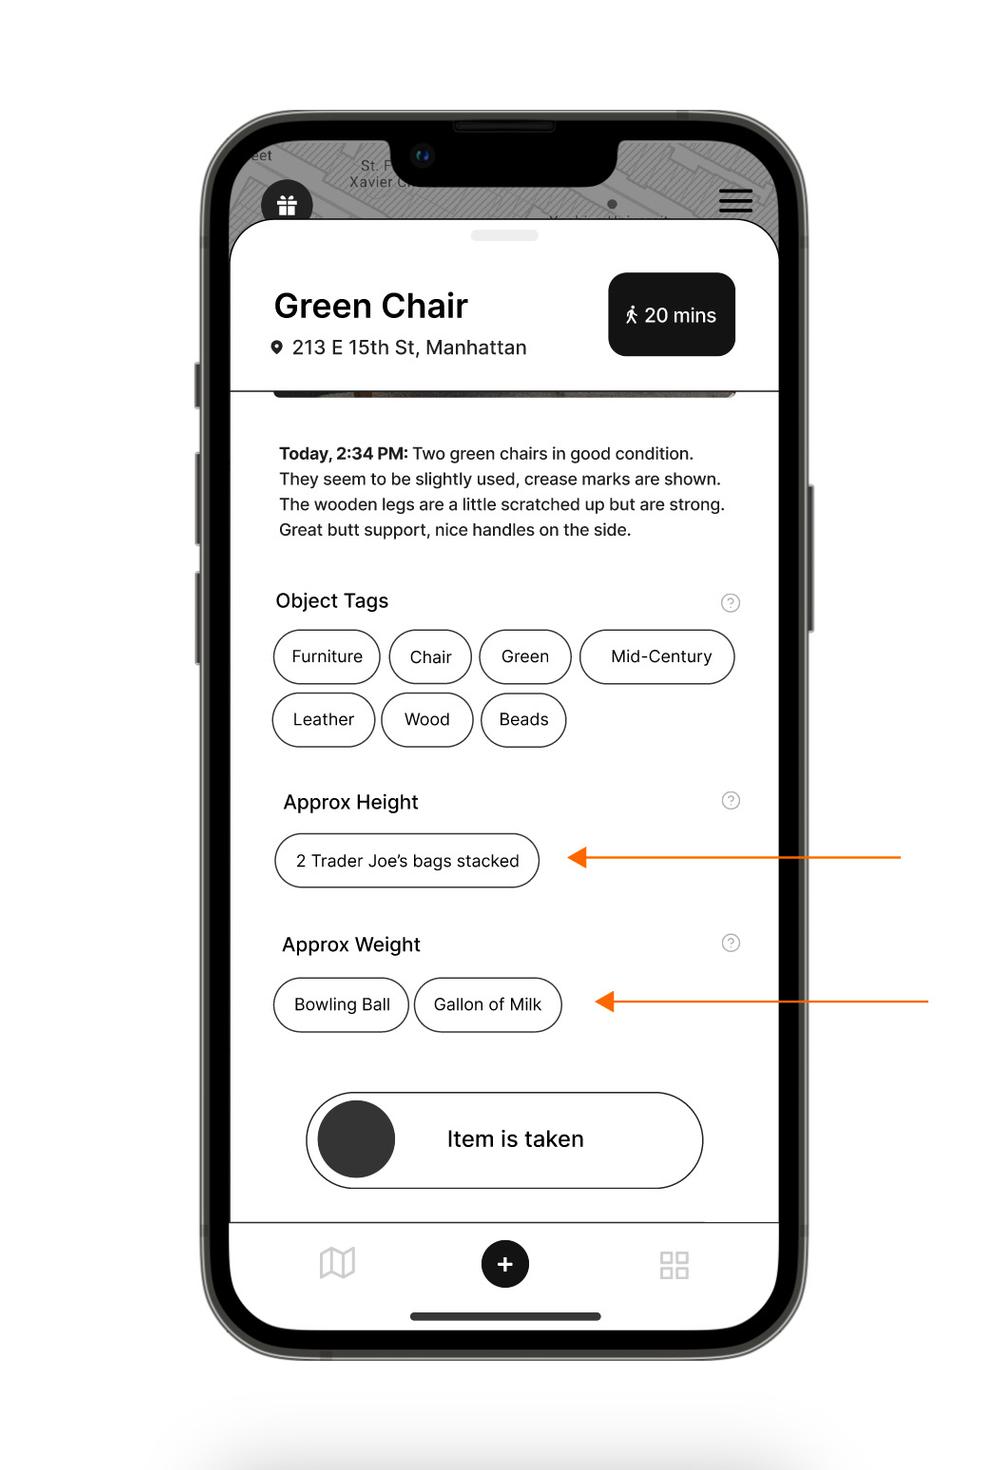 eet
St. F
Xavier C
Green Chair
20 mins
213 E 15th St, Manhattan
Today, 2:34 PM: Two green chairs in good condition.
They seem to be slightly used, crease marks are shown.
The wooden legs are a little scratched up but are strong.
Great butt support, nice handles on the side.
Object Tags
?
Furniture Chair Green Mid-Century
Leather Wood Beads
Approx Height
?
2 Trader Joe's bags stacked
Approx Weight
?
Bowling Ball Gallon of Milk
Item is taken